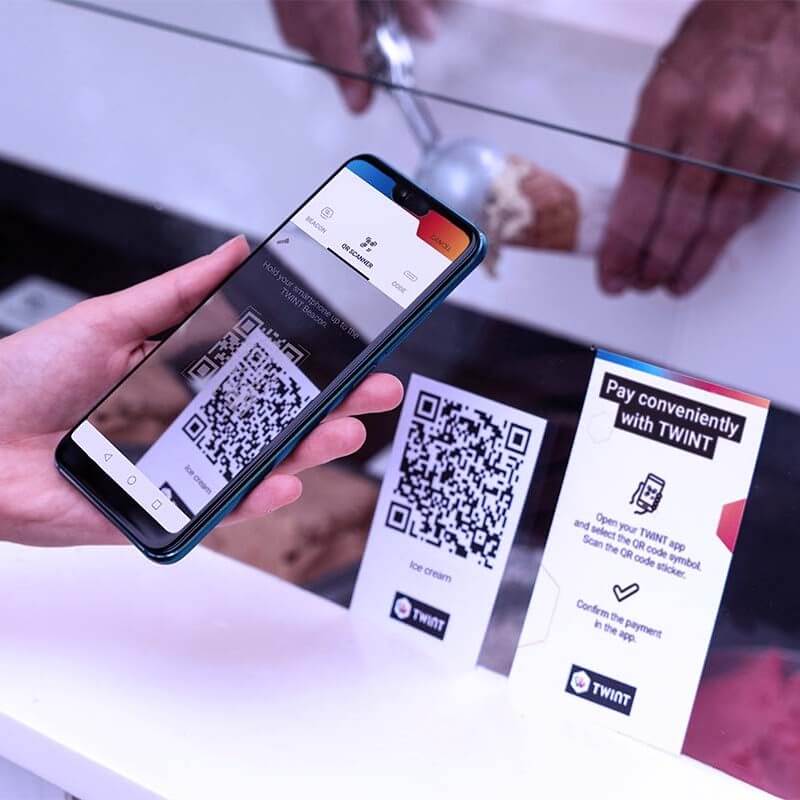 BEACON
QR SCANNER
CANCEL
CODE
Hold your smartphone up to the
TWINT Beacon.
Ice cream
Ice cream
TWINT
Pay conveniently
with TWINT
Open your TWINT app
and select the QR code symbol.
Scan the QR code sticker.
Confirm the payment
in the app.
TWINT